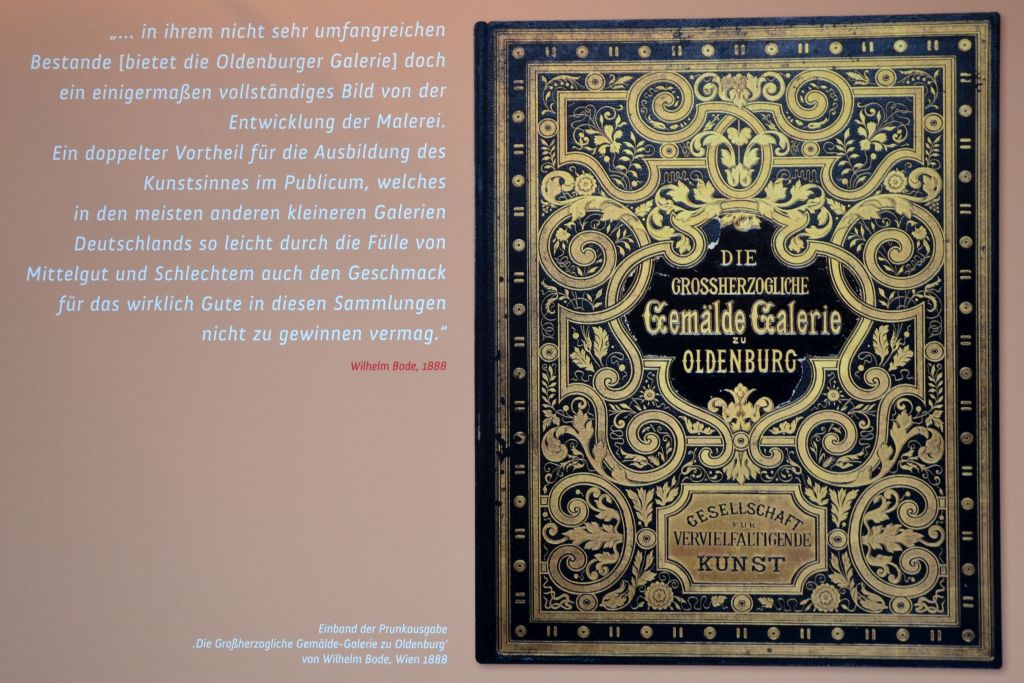 „... in ihrem nicht sehr umfangreichen
Bestande [bietet die Oldenburger Galerie] doch
ein einigermaßen vollständiges Bild von der
Entwicklung der Malerei.
Ein doppelter Vortheil für die Ausbildung des
Kunstsinnes im Publicum, welches
in den meisten anderen kleineren Galerien
Deutschlands so leicht durch die Fülle von
Mittelgut und Schlechtem auch den Geschmack
für das wirklich Gute in diesen Sammlungen
nicht zu gewinnen vermag.“
Wilhelm Bode, 1888
Einband der Prunkausgabe
‚Die Großherzogliche Gemälde-Galerie zu Oldenburg‘
von Wilhelm Bode, Wien 1888
DIE
GROSSHERZOGLICHE
Gemälde Galerie
ZU
OLDENBURG
GESELLSCHAFT
FÜR
VERVIELFÄLTIGENDE
KUNST